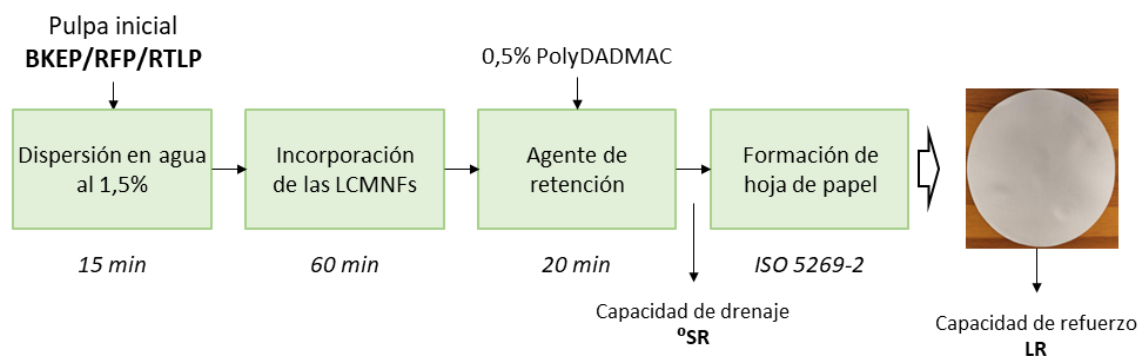 Pulpa inicial
BKEP/RFP/RTLP
0,5% PolyDADMAC
Dispersión en agua
al 1,5%
Incorporación
de las LCMNFs
Agente de
retención
Formación de
hoja de papel
15 min
60 min
20 min
ISO 5269-2
Capacidad de drenaje
ºSR
Capacidad de refuerzo
LR